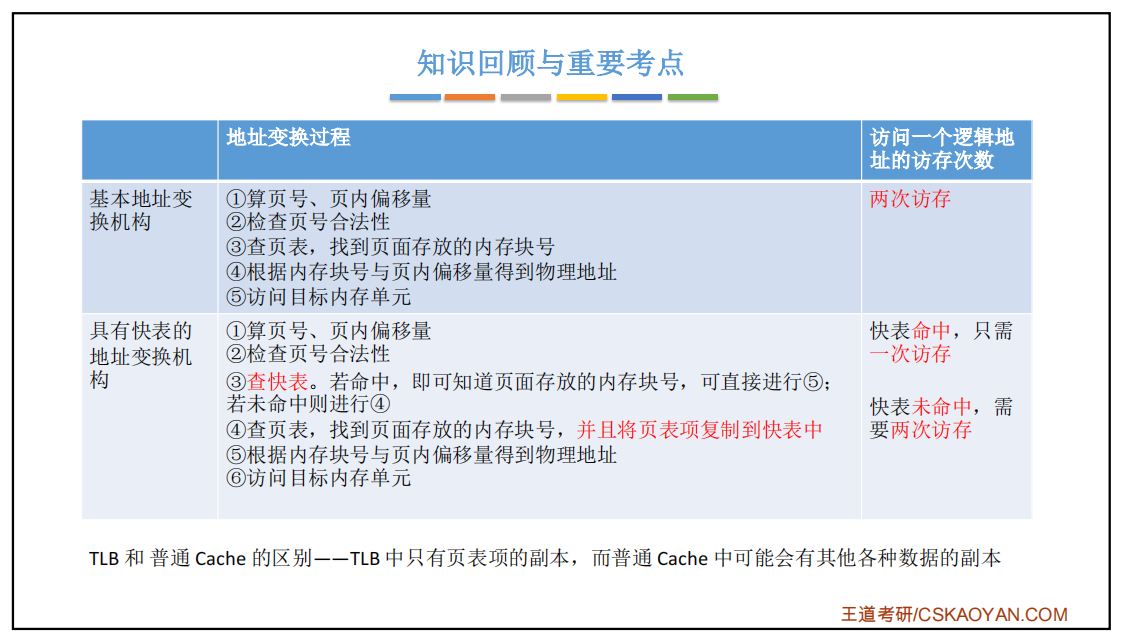 知识回顾与重要考点
地址变换过程
访问一个逻辑地
址的访存次数
基本地址变
换机构
①算页号、页内偏移量
②检查页号合法性
③查页表，找到页面存放的内存块号
④根据内存块号与页内偏移量得到物理地址
⑤访问目标内存单元
两次访存
具有快表的
地址变换机
构
①算页号、页内偏移量
②检查页号合法性
③查快表。若命中，即可知道页面存放的内存块号，可直接进行⑤；
若未命中则进行④
④查页表，找到页面存放的内存块号，并且将页表项复制到快表中
⑤根据内存块号与页内偏移量得到物理地址
⑥访问目标内存单元
快表命中，只需
一次访存
快表未命中，需
要两次访存
TLB 和 普通 Cache 的区别——TLB 中只有页表项的副本，而普通 Cache 中可能会有其他各种数据的副本
王道考研/CSKAOYAN.COM